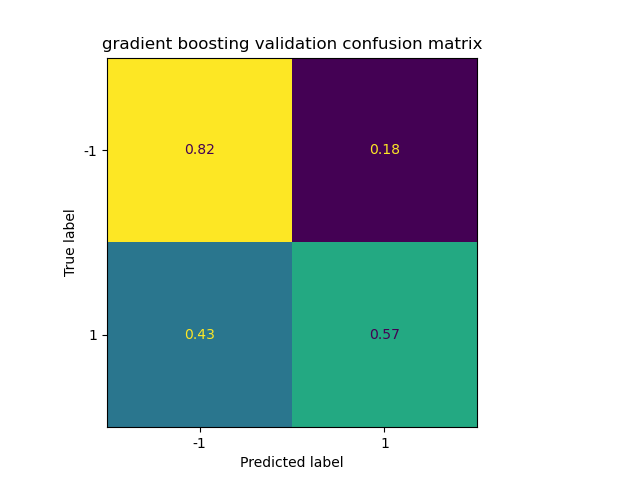 gradient boosting validation confusion matrix
-1
0.82
0.18
True label
1
0.43
0.57
-1
1
Predicted label